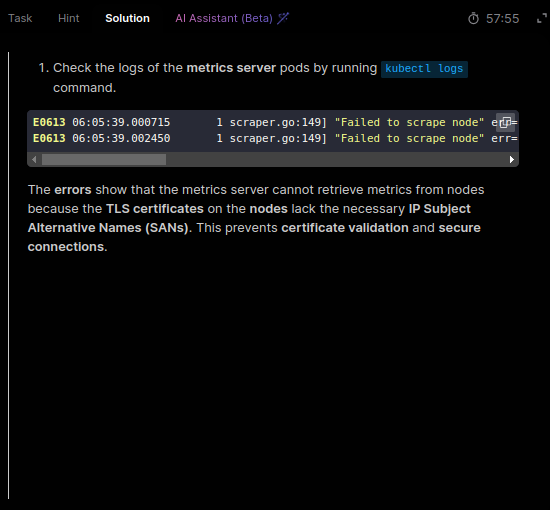 Task Hint Solution AI Assistant (Beta) 57:55
1. Check the logs of the metrics server pods by running kubectl logs
command.
E0613 06:05:39.000715 1 scraper.go:149] "Failed to scrape node" err=
E0613 06:05:39.002450 1 scraper.go:149] "Failed to scrape node" err=
The errors show that the metrics server cannot retrieve metrics from nodes
because the TLS certificates on the nodes lack the necessary IP Subject
Alternative Names (SANs). This prevents certificate validation and secure
connections.